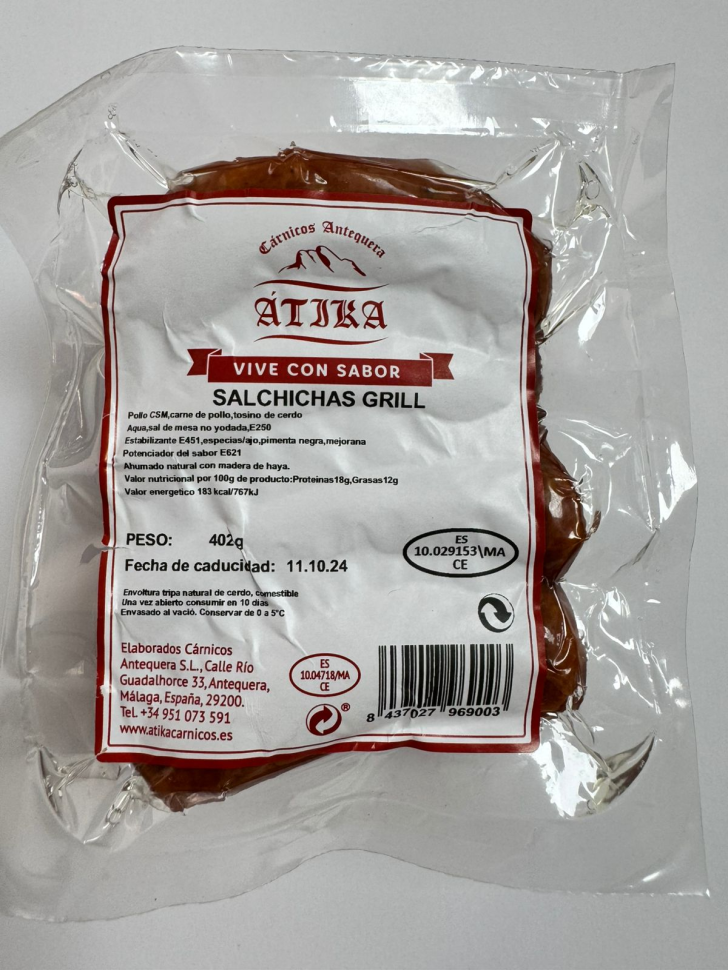 Cárnicos Antequera
ÁTIKA
VIVE CON SABOR
SALCHICHAS GRILL
Pollo CSM,carne de pollo,tosino de cerdo
Aqua,sal de mesa no yodada,E250
Estabilizante E451,especias/ajo,pimenta negra,mejorana
Potenciador del sabor E621
Ahumado natural con madera de haya.
Valor nutricional por 100g de producto:Proteinas18g,Grasas12g
Valor energetico 183 kcal/767kJ
PESO: 402g
Fecha de caducidad: 11.10.24
ES
10.029153\MA
CE
Envoltura tripa natural de cerdo, comestible
Una vez abierto consumir en 10 dias
Envasado al vació. Conservar de 0 a 5°C
Elaborados Cárnicos
Antequera S.L., Calle Río
Guadalhorce 33, Antequera,
Málaga, España, 29200.
Tel. +34 951 073 591
www.atikacarnicos.es
ES
10.04718/MA
CE
®
8 437027 969003